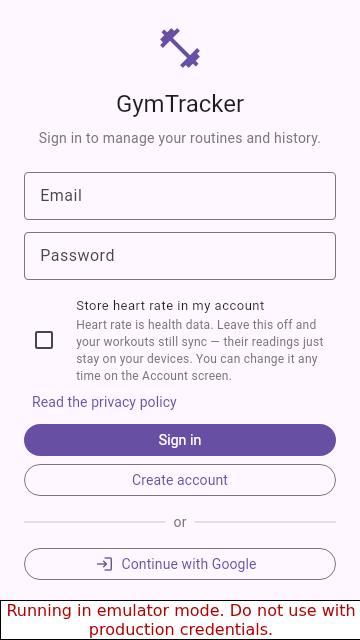 GymTracker
Sign in to manage your routines and history.
Email
Password
Store heart rate in my account
Heart rate is health data. Leave this off and
your workouts still sync — their readings just
stay on your devices. You can change it any
time on the Account screen.
Read the privacy policy
Sign in
Create account
or
Continue with Google
Running in emulator mode. Do not use with
production credentials.